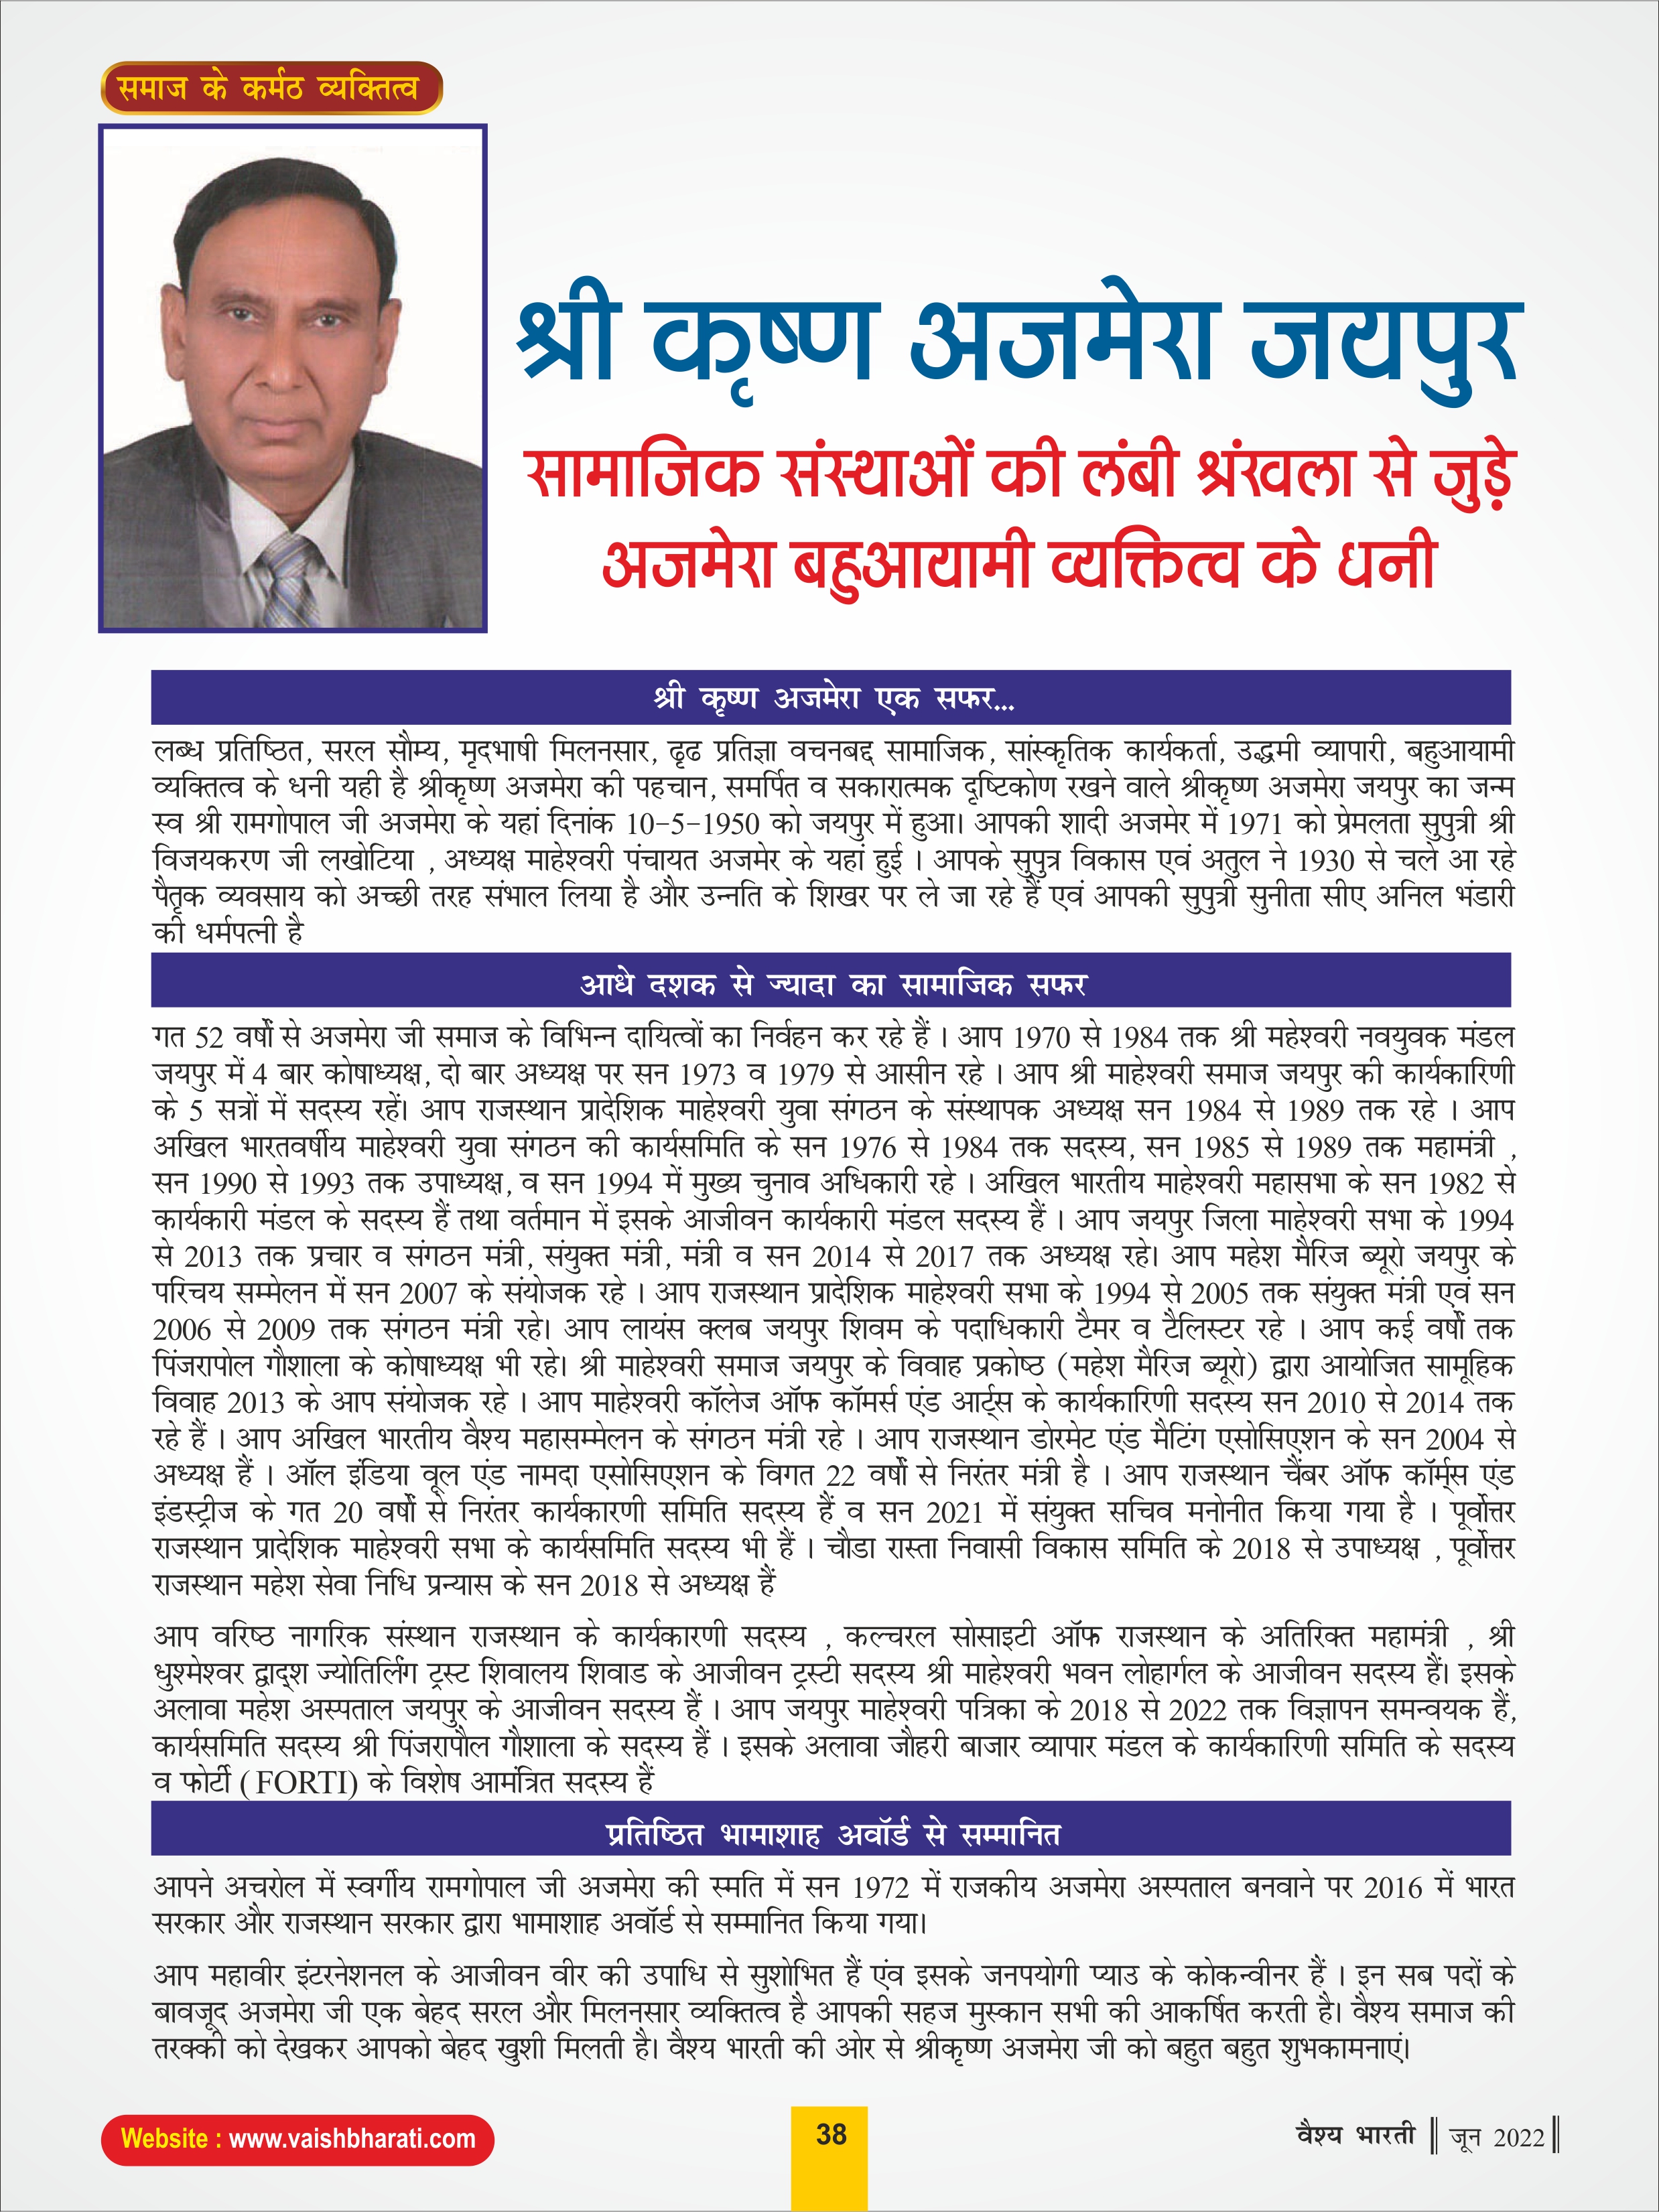 समाज के कर्मठ व्यक्तित्व
श्री कृष्ण अजमेरा जयपुर
सामाजिक संस्थाओं की लंबी श्रंखला से जुड़े
अजमेरा बहुआयामी व्यक्तित्व के धनी
श्री कृष्ण अजमेरा एक सफर...
लब्ध प्रतिष्ठित, सरल सौम्य, मृदभाषी मिलनसार, ढृढ प्रतिज्ञा वचनबद्द सामाजिक, सांस्कृतिक कार्यकर्ता, उद्धमी व्यापारी, बहुआयामी
व्यक्तित्व के धनी यही है श्रीकृष्ण अजमेरा की पहचान, समर्पित व सकारात्मक दृष्टिकोण रखने वाले श्रीकृष्ण अजमेरा जयपुर का जन्म
स्व श्री रामगोपाल जी अजमेरा के यहां दिनांक 10-5-1950 को जयपुर में हुआ। आपकी शादी अजमेर में 1971 को प्रेमलता सुपुत्री श्री
विजयकरण जी लखोटिया , अध्यक्ष माहेश्वरी पंचायत अजमेर के यहां हुई । आपके सुपुत्र विकास एवं अतुल ने 1930 से चले आ रहे
पैतृक व्यवसाय को अच्छी तरह संभाल लिया है और उन्नति के शिखर पर ले जा रहे हैं एवं आपकी सुपुत्री सुनीता सीए अनिल भंडारी
की धर्मपत्नी है
आधे दशक से ज्यादा का सामाजिक सफर
गत 52 वर्षों से अजमेरा जी समाज के विभिन्न दायित्वों का निर्वहन कर रहे हैं । आप 1970 से 1984 तक श्री महेश्वरी नवयुवक मंडल
जयपुर में 4 बार कोषाध्यक्ष, दो बार अध्यक्ष पर सन 1973 व 1979 से आसीन रहे । आप श्री माहेश्वरी समाज जयपुर की कार्यकारिणी
के 5 सत्रों में सदस्य रहें। आप राजस्थान प्रादेशिक माहेश्वरी युवा संगठन के संस्थापक अध्यक्ष सन 1984 से 1989 तक रहे । आप
अखिल भारतवर्षीय माहेश्वरी युवा संगठन की कार्यसमिति के सन 1976 से 1984 तक सदस्य, सन 1985 से 1989 तक महामंत्री ,
सन 1990 से 1993 तक उपाध्यक्ष, व सन 1994 में मुख्य चुनाव अधिकारी रहे । अखिल भारतीय माहेश्वरी महासभा के सन 1982 से
कार्यकारी मंडल के सदस्य हैं तथा वर्तमान में इसके आजीवन कार्यकारी मंडल सदस्य हैं । आप जयपुर जिला माहेश्वरी सभा के 1994
से 2013 तक प्रचार व संगठन मंत्री, संयुक्त मंत्री, मंत्री व सन 2014 से 2017 तक अध्यक्ष रहे। आप महेश मैरिज ब्यूरो जयपुर के
परिचय सम्मेलन में सन 2007 के संयोजक रहे । आप राजस्थान प्रादेशिक माहेश्वरी सभा के 1994 से 2005 तक संयुक्त मंत्री एवं सन
2006 से 2009 तक संगठन मंत्री रहे। आप लायंस क्लब जयपुर शिवम के पदाधिकारी टैमर व टैलिस्टर रहे । आप कई वर्षों तक
पिंजरापोल गौशाला के कोषाध्यक्ष भी रहे। श्री माहेश्वरी समाज जयपुर के विवाह प्रकोष्ठ (महेश मैरिज ब्यूरो) द्वारा आयोजित सामूहिक
विवाह 2013 के आप संयोजक रहे । आप माहेश्वरी कॉलेज ऑफ कॉमर्स एंड आर्ट्स के कार्यकारिणी सदस्य सन 2010 से 2014 तक
रहे हैं । आप अखिल भारतीय वैश्य महासम्मेलन के संगठन मंत्री रहे । आप राजस्थान डोरमेट एंड मैटिंग एसोसिएशन के सन 2004 से
अध्यक्ष हैं । ऑल इंडिया वूल एंड नामदा एसोसिएशन के विगत 22 वर्षों से निरंतर मंत्री है । आप राजस्थान चैंबर ऑफ कॉर्म्स एंड
इंडस्ट्रीज के गत 20 वर्षों से निरंतर कार्यकारणी समिति सदस्य हैं व सन 2021 में संयुक्त सचिव मनोनीत किया गया है । पूर्वोत्तर
राजस्थान प्रादेशिक माहेश्वरी सभा के कार्यसमिति सदस्य भी हैं । चौडा रास्ता निवासी विकास समिति के 2018 से उपाध्यक्ष , पूर्वोत्तर
राजस्थान महेश सेवा निधि प्रन्यास के सन 2018 से अध्यक्ष हैं
आप वरिष्ठ नागरिक संस्थान राजस्थान के कार्यकारणी सदस्य , कल्चरल सोसाइटी ऑफ राजस्थान के अतिरिक्त महामंत्री , श्री
धुश्मेश्वर द्वाद्श ज्योतिर्लिंग ट्रस्ट शिवालय शिवाड के आजीवन ट्रस्टी सदस्य श्री माहेश्वरी भवन लोहार्गल के आजीवन सदस्य हैं। इसके
अलावा महेश अस्पताल जयपुर के आजीवन सदस्य हैं । आप जयपुर माहेश्वरी पत्रिका के 2018 से 2022 तक विज्ञापन समन्वयक हैं,
कार्यसमिति सदस्य श्री पिंजरापौल गौशाला के सदस्य हैं । इसके अलावा जौहरी बाजार व्यापार मंडल के कार्यकारिणी समिति के सदस्य
व फोर्टी ( FORTI) के विशेष आमंत्रित सदस्य हैं
प्रतिष्ठित भामाशाह अवॉर्ड से सम्मानित
आपने अचरोल में स्वर्गीय रामगोपाल जी अजमेरा की स्मति में सन 1972 में राजकीय अजमेरा अस्पताल बनवाने पर 2016 में भारत
सरकार और राजस्थान सरकार द्वारा भामाशाह अवॉर्ड से सम्मानित किया गया।
आप महावीर इंटरनेशनल के आजीवन वीर की उपाधि से सुशोभित हैं एंव इसके जनपयोगी प्याउ के कोकन्वीनर हैं । इन सब पदों के
बावजूद अजमेरा जी एक बेहद सरल और मिलनसार व्यक्तित्व है आपकी सहज मुस्कान सभी की आकर्षित करती है। वैश्य समाज की
तरक्की को देखकर आपको बेहद खुशी मिलती है। वैश्य भारती की ओर से श्रीकृष्ण अजमेरा जी को बहुत बहुत शुभकामनाएं।
Website : www.vaishbharati.com
38
वैश्य भारती || जून 2022||